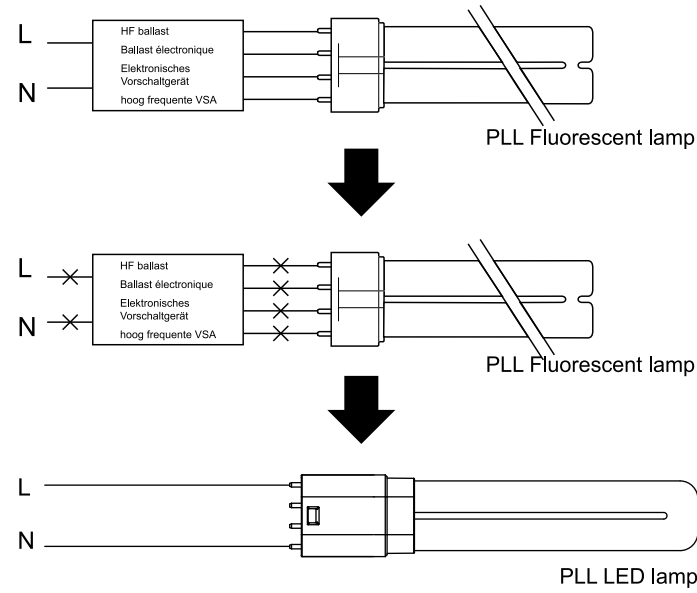 L
HF ballast
Ballast électronique
Elektronisches
Vorschaltgerät
N
hoog frequente VSA
PLL Fluorescent lamp
L
HF ballast
Ballast électronique
Elektronisches
Vorschaltgerät
N
hoog frequente VSA
PLL Fluorescent lamp
L
N
PLL LED lamp